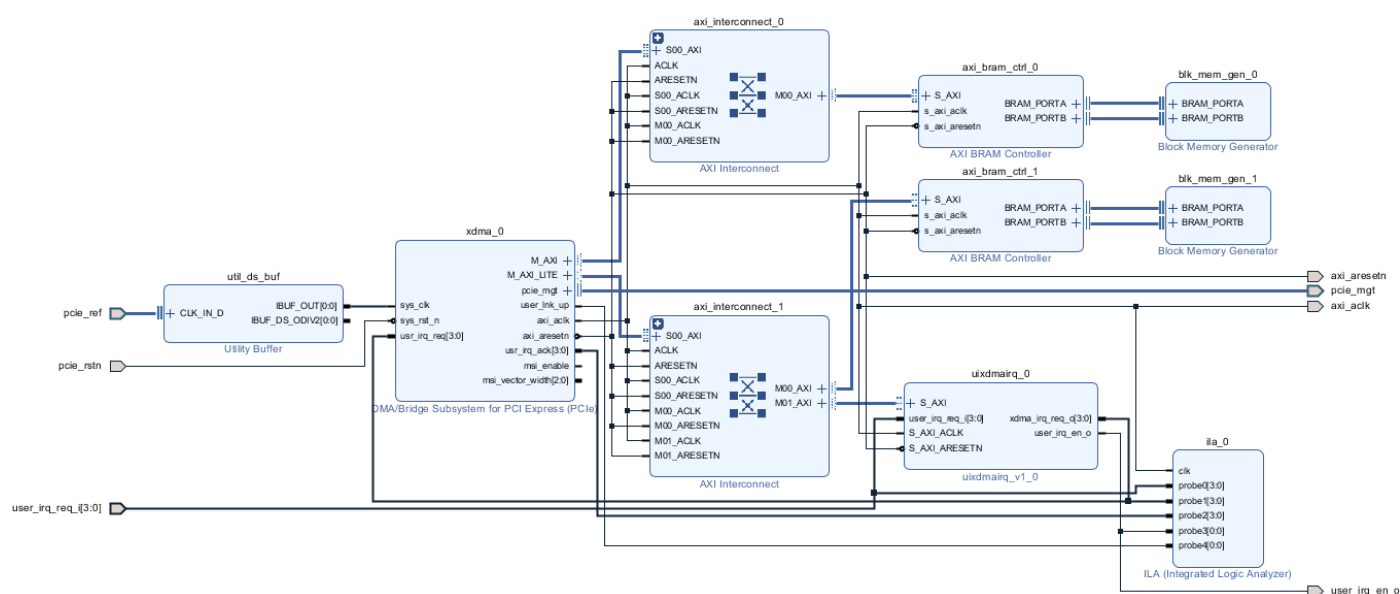 axi_interconnect_0
S00_AXI
ACLK
ARESETN
S00_ACLK
S00_ARESETN
M00_ACLK
M00_ARESETN
M00_AXI
AXI Interconnect
axi_bram_ctrl_0
S_AXI
s_axi_aclk
s_axi_aresetn
BRAM_PORTA
BRAM_PORTB
AXI BRAM Controller
blk_mem_gen_0
BRAM_PORTA
BRAM_PORTB
Block Memory Generator
axi_bram_ctrl_1
S_AXI
s_axi_aclk
s_axi_aresetn
BRAM_PORTA
BRAM_PORTB
AXI BRAM Controller
blk_mem_gen_1
BRAM_PORTA
BRAM_PORTB
Block Memory Generator
pcie_ref
pcie_rstn
user_irq_req_i[3:0]
util_ds_buf
CLK_IN_D
IBUF_OUT[0:0]
IBUF_DS_ODIV2[0:0]
Utility Buffer
xdma_0
sys_clk
sys_rst_n
usr_irq_req[3:0]
M_AXI
M_AXI_LITE
pcie_mgt
user_lnk_up
axi_aclk
axi_aresetn
usr_irq_ack[3:0]
msi_enable
msi_vector_width[2:0]
DMA/Bridge Subsystem for PCI Express (PCIe)
axi_interconnect_1
S00_AXI
ACLK
ARESETN
S00_ACLK
S00_ARESETN
M00_ACLK
M00_ARESETN
M01_ACLK
M01_ARESETN
M00_AXI
M01_AXI
AXI Interconnect
uixdmairq_0
S_AXI
user_irq_req_i[3:0]
S_AXI_ACLK
S_AXI_ARESETN
xdma_irq_req_o[3:0]
user_irq_en_o
uixdmairq_v1_0
ila_0
clk
probe0[3:0]
probe1[3:0]
probe2[3:0]
probe3[0:0]
probe4[0:0]
ILA (Integrated Logic Analyzer)
axi_aresetn
pcie_mgt
axi_aclk
user_irq_en_o